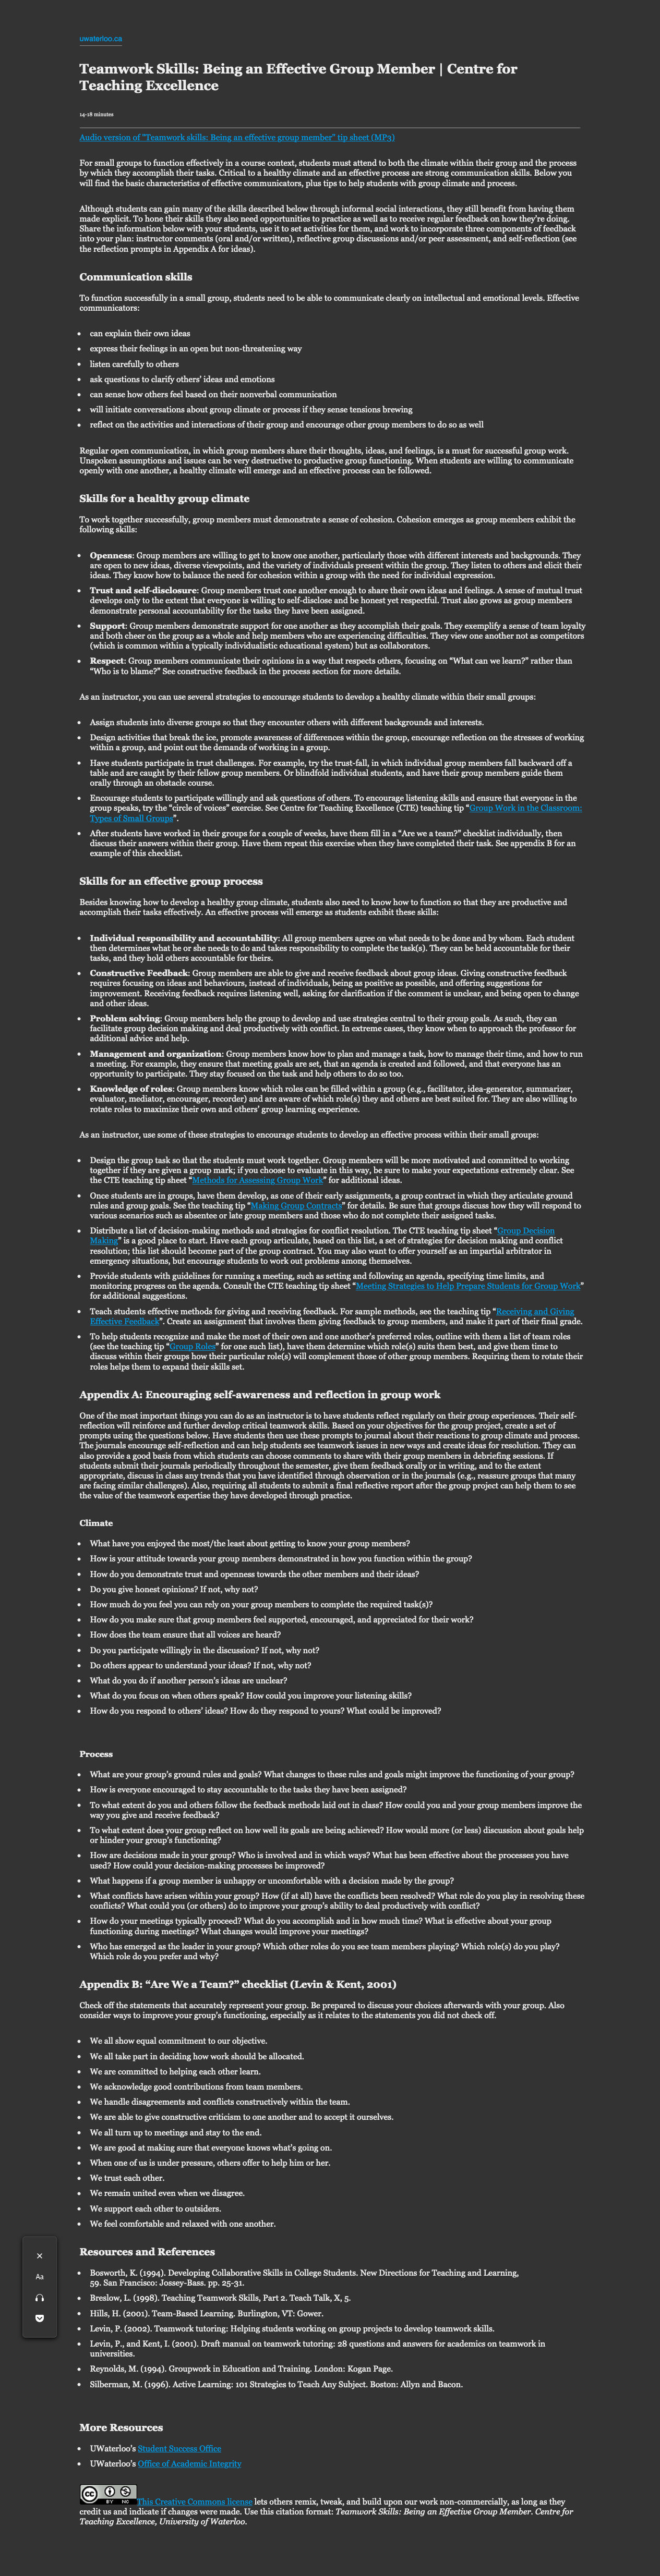 uwaterloo.ca
Teamwork Skills: Being an Effective Group Member | Centre for
Teaching Excellence
14-18 minutes
Audio version of "Teamwork skills: Being an effective group member" tip sheet (MP3)
For small groups to function effectively in a course context, students must attend to both the climate within their group and the process
by which they accomplish their tasks. Critical to a healthy climate and an effective process are strong communication skills. Below you
will find the basic characteristics of effective communicators, plus tips to help students with group climate and process.
Although students can gain many of the skills described below through informal social interactions, they still benefit from having them
made explicit. To hone their skills they also need opportunities to practice as well as to receive regular feedback on how they're doing.
Share the information below with your students, use it to set activities for them, and work to incorporate three components of feedback
into your plan: instructor comments (oral and/or written), reflective group discussions and/or peer assessment, and self-reflection (see
the reflection prompts in Appendix A for ideas).
Communication skills
To function successfully in a small group, students need to be able to communicate clearly on intellectual and emotional levels. Effective
communicators:
• can explain their own ideas
• express their feelings in an open but non-threatening way
• listen carefully to others
• ask questions to clarify others' ideas and emotions
• can sense how others feel based on their nonverbal communication
• will initiate conversations about group climate or process if they sense tensions brewing
• reflect on the activities and interactions of their group and encourage other group members to do so as well
Regular open communication, in which group members share their thoughts, ideas, and feelings, is a must for successful group work.
Unspoken assumptions and issues can be very destructive to productive group functioning. When students are willing to communicate
openly with one another, a healthy climate will emerge and an effective process can be followed.
Skills for a healthy group climate
To work together successfully, group members must demonstrate a sense of cohesion. Cohesion emerges as group members exhibit the
following skills:
• Openness: Group members are willing to get to know one another, particularly those with different interests and backgrounds. They
are open to new ideas, diverse viewpoints, and the variety of individuals present within the group. They listen to others and elicit their
ideas. They know how to balance the need for cohesion within a group with the need for individual expression.
• Trust and self-disclosure: Group members trust one another enough to share their own ideas and feelings. A sense of mutual trust
develops only to the extent that everyone is willing to self-disclose and be honest yet respectful. Trust also grows as group members
demonstrate personal accountability for the tasks they have been assigned.
• Support: Group members demonstrate support for one another as they accomplish their goals. They exemplify a sense of team loyalty
and both cheer on the group as a whole and help members who are experiencing difficulties. They view one another not as competitors
(which is common within a typically individualistic educational system) but as collaborators.
• Respect: Group members communicate their opinions in a way that respects others, focusing on “What can we learn?” rather than
“Who is to blame?” See constructive feedback in the process section for more details.
As an instructor, you can use several strategies to encourage students to develop a healthy climate within their small groups:
• Assign students into diverse groups so that they encounter others with different backgrounds and interests.
• Design activities that break the ice, promote awareness of differences within the group, encourage reflection on the stresses of working
within a group, and point out the demands of working in a group.
• Have students participate in trust challenges. For example, try the trust-fall, in which individual group members fall backward off a
table and are caught by their fellow group members. Or blindfold individual students, and have their group members guide them
orally through an obstacle course.
• Encourage students to participate willingly and ask questions of others. To encourage listening skills and ensure that everyone in the
group speaks, try the “circle of voices” exercise. See Centre for Teaching Excellence (CTE) teaching tip “Group Work in the Classroom:
Types of Small Groups”.
• After students have worked in their groups for a couple of weeks, have them fill in a “Are we a team?” checklist individually, then
discuss their answers within their group. Have them repeat this exercise when they have completed their task. See appendix B for an
example of this checklist.
Skills for an effective group process
Besides knowing how to develop a healthy group climate, students also need to know how to function so that they are productive and
accomplish their tasks effectively. An effective process will emerge as students exhibit these skills:
• Individual responsibility and accountability: All group members agree on what needs to be done and by whom. Each student
then determines what he or she needs to do and takes responsibility to complete the task(s). They can be held accountable for their
tasks, and they hold others accountable for theirs.
• Constructive Feedback: Group members are able to give and receive feedback about group ideas. Giving constructive feedback
requires focusing on ideas and behaviours, instead of individuals, being as positive as possible, and offering suggestions for
improvement. Receiving feedback requires listening well, asking for clarification if the comment is unclear, and being open to change
and other ideas.
• Problem solving: Group members help the group to develop and use strategies central to their group goals. As such, they can
facilitate group decision making and deal productively with conflict. In extreme cases, they know when to approach the professor for
additional advice and help.
• Management and organization: Group members know how to plan and manage a task, how to manage their time, and how to run
a meeting. For example, they ensure that meeting goals are set, that an agenda is created and followed, and that everyone has an
opportunity to participate. They stay focused on the task and help others to do so too.
• Knowledge of roles: Group members know which roles can be filled within a group (e.g., facilitator, idea-generator, summarizer,
evaluator, mediator, encourager, recorder) and are aware of which role(s) they and others are best suited for. They are also willing to
rotate roles to maximize their own and others' group learning experience.
As an instructor, use some of these strategies to encourage students to develop an effective process within their small groups:
• Design the group task so that the students must work together. Group members will be more motivated and committed to working
together if they are given a group mark; if you choose to evaluate in this way, be sure to make your expectations extremely clear. See
the CTE teaching tip sheet “Methods for Assessing Group Work” for additional ideas.
• Once students are in groups, have them develop, as one of their early assignments, a group contract in which they articulate ground
rules and group goals. See the teaching tip “Making Group Contracts” for details. Be sure that groups discuss how they will respond to
various scenarios such as absentee or late group members and those who do not complete their assigned tasks.
• Distribute a list of decision-making methods and strategies for conflict resolution. The CTE teaching tip sheet “Group Decision
Making” is a good place to start. Have each group articulate, based on this list, a set of strategies for decision making and conflict
resolution; this list should become part of the group contract. You may also want to offer yourself as an impartial arbitrator in
emergency situations, but encourage students to work out problems among themselves.
• Provide students with guidelines for running a meeting, such as setting and following an agenda, specifying time limits, and
monitoring progress on the agenda. Consult the CTE teaching tip sheet “Meeting Strategies to Help Prepare Students for Group Work”
for additional suggestions.
• Teach students effective methods for giving and receiving feedback. For sample methods, see the teaching tip “Receiving and Giving
Effective Feedback”. Create an assignment that involves them giving feedback to group members, and make it part of their final grade.
• To help students recognize and make the most of their own and one another's preferred roles, outline with them a list of team roles
(see the teaching tip “Group Roles” for one such list), have them determine which role(s) suits them best, and give them time to
discuss within their groups how their particular role(s) will complement those of other group members. Requiring them to rotate their
roles helps them to expand their skills set.
Appendix A: Encouraging self-awareness and reflection in group work
One of the most important things you can do as an instructor is to have students reflect regularly on their group experiences. Their self-
reflection will reinforce and further develop critical teamwork skills. Based on your objectives for the group project, create a set of
prompts using the questions below. Have students then use these prompts to journal about their reactions to group climate and process.
The journals encourage self-reflection and can help students see teamwork issues in new ways and create ideas for resolution. They can
also provide a good basis from which students can choose comments to share with their group members in debriefing sessions. If
students submit their journals periodically throughout the semester, give them feedback orally or in writing, and to the extent
appropriate, discuss in class any trends that you have identified through observation or in the journals (e.g., reassure groups that many
are facing similar challenges). Also, requiring all students to submit a final reflective report after the group project can help them to see
the value of the teamwork expertise they have developed through practice.
Climate
• What have you enjoyed the most/the least about getting to know your group members?
• How is your attitude towards your group members demonstrated in how you function within the group?
• How do you demonstrate trust and openness towards the other members and their ideas?
• Do you give honest opinions? If not, why not?
• How much do you feel you can rely on your group members to complete the required task(s)?
• How do you make sure that group members feel supported, encouraged, and appreciated for their work?
• How does the team ensure that all voices are heard?
• Do you participate willingly in the discussion? If not, why not?
• Do others appear to understand your ideas? If not, why not?
• What do you do if another person's ideas are unclear?
• What do you focus on when others speak? How could you improve your listening skills?
• How do you respond to others' ideas? How do they respond to yours? What could be improved?
Process
• What are your group's ground rules and goals? What changes to these rules and goals might improve the functioning of your group?
• How is everyone encouraged to stay accountable to the tasks they have been assigned?
• To what extent do you and others follow the feedback methods laid out in class? How could you and your group members improve the
way you give and receive feedback?
• To what extent does your group reflect on how well its goals are being achieved? How would more (or less) discussion about goals help
or hinder your group's functioning?
• How are decisions made in your group? Who is involved and in which ways? What has been effective about the processes you have
used? How could your decision-making processes be improved?
• What happens if a group member is unhappy or uncomfortable with a decision made by the group?
• What conflicts have arisen within your group? How (if at all) have the conflicts been resolved? What role do you play in resolving these
conflicts? What could you (or others) do to improve your group's ability to deal productively with conflict?
• How do your meetings typically proceed? What do you accomplish and in how much time? What is effective about your group
functioning during meetings? What changes would improve your meetings?
• Who has emerged as the leader in your group? Which other roles do you see team members playing? Which role(s) do you play?
Which role do you prefer and why?
Appendix B: “Are We a Team?” checklist (Levin & Kent, 2001)
Check off the statements that accurately represent your group. Be prepared to discuss your choices afterwards with your group. Also
consider ways to improve your group's functioning, especially as it relates to the statements you did not check off.
• We all show equal commitment to our objective.
• We all take part in deciding how work should be allocated.
• We are committed to helping each other learn.
• We acknowledge good contributions from team members.
• We handle disagreements and conflicts constructively within the team.
• We are able to give constructive criticism to one another and to accept it ourselves.
• We all turn up to meetings and stay to the end.
• We are good at making sure that everyone knows what's going on.
• When one of us is under pressure, others offer to help him or her.
• We trust each other.
• We remain united even when we disagree.
• We support each other to outsiders.
• We feel comfortable and relaxed with one another.
Aa
Resources and References
• Bosworth, K. (1994). Developing Collaborative Skills in College Students. New Directions for Teaching and Learning,
59. San Francisco: Jossey-Bass. pp. 25-31.
• Breslow, L. (1998). Teaching Teamwork Skills, Part 2. Teach Talk, X, 5.
• Hills, H. (2001). Team-Based Learning. Burlington, VT: Gower.
• Levin, P. (2002). Teamwork tutoring: Helping students working on group projects to develop teamwork skills.
• Levin, P., and Kent, I. (2001). Draft manual on teamwork tutoring: 28 questions and answers for academics on teamwork in
universities.
• Reynolds, M. (1994). Groupwork in Education and Training. London: Kogan Page.
• Silberman, M. (1996). Active Learning: 101 Strategies to Teach Any Subject. Boston: Allyn and Bacon.
More Resources
• UWaterloo's Student Success Office
• UWaterloo's Office of Academic Integrity
cc BY NC This Creative Commons license lets others remix, tweak, and build upon our work non-commercially, as long as they
credit us and indicate if changes were made. Use this citation format: Teamwork Skills: Being an Effective Group Member. Centre for
Teaching Excellence, University of Waterloo.